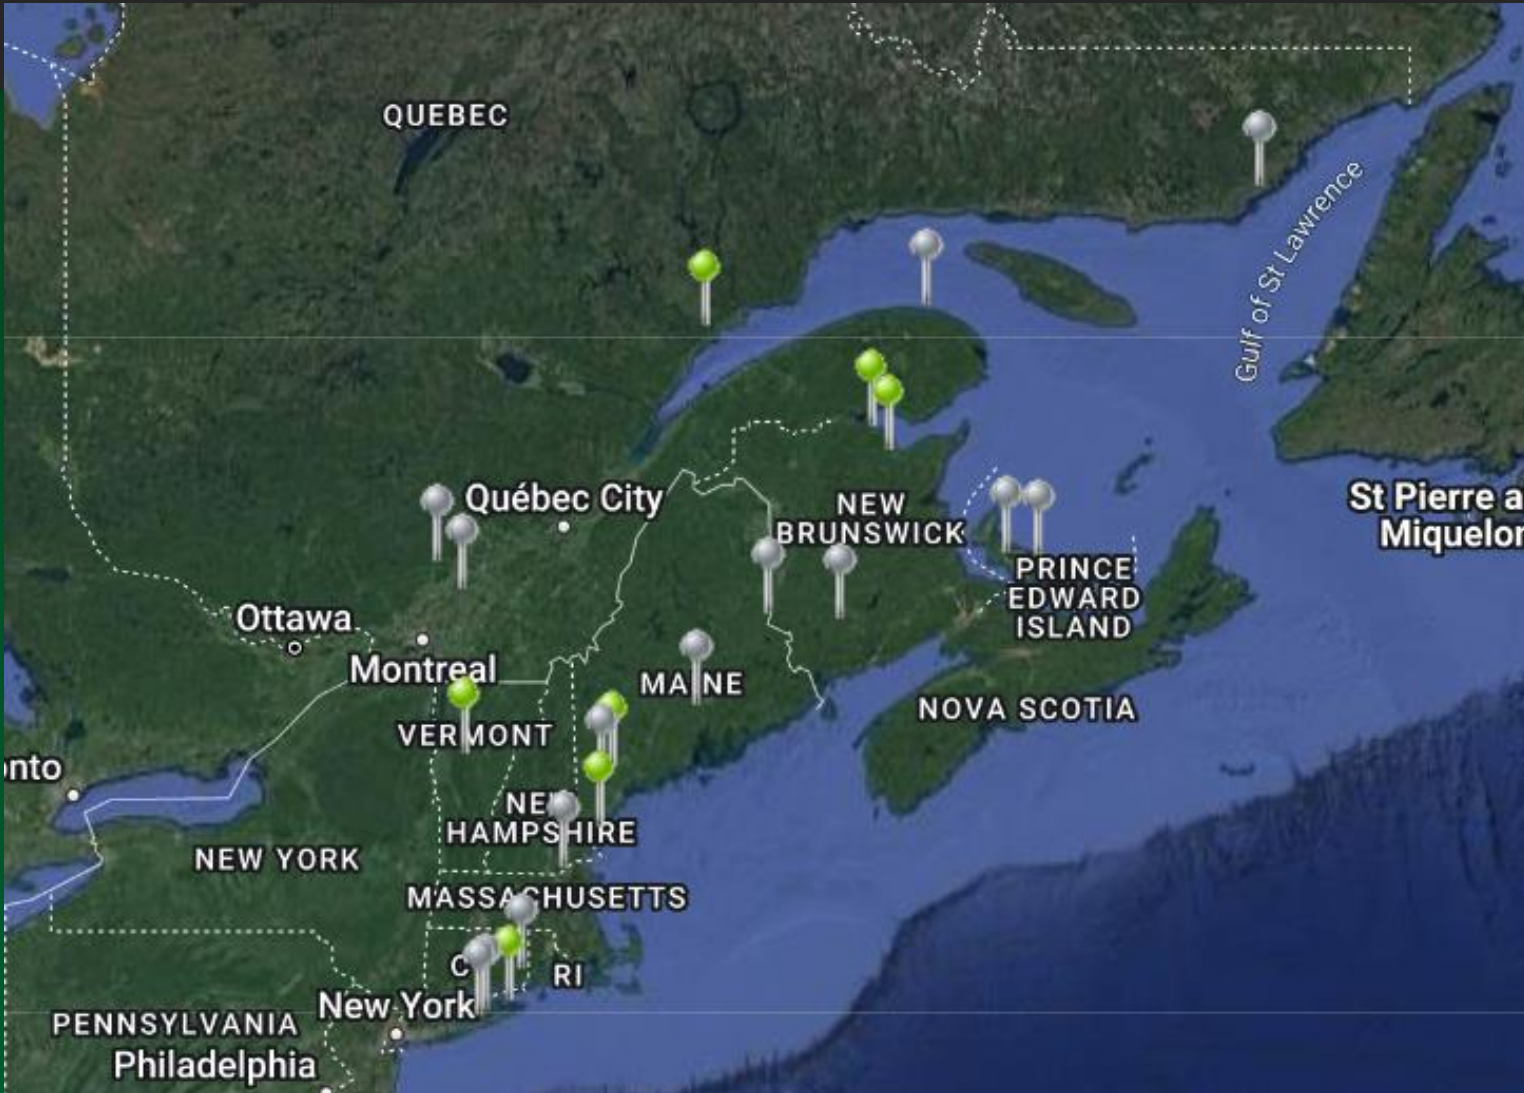 QUEBEC
Gulf of St Lawrence
Québec City
NEW
BRUNSWICK
St Pierre a
Miquelon
PRINCE
EDWARD
ISLAND
Ottawa
Montreal
MAINE
NOVA SCOTIA
VERMONT
onto
NEW
HAMPSHIRE
NEW YORK
MASSACHUSETTS
C
RI
New York
PENNSYLVANIA
Philadelphia